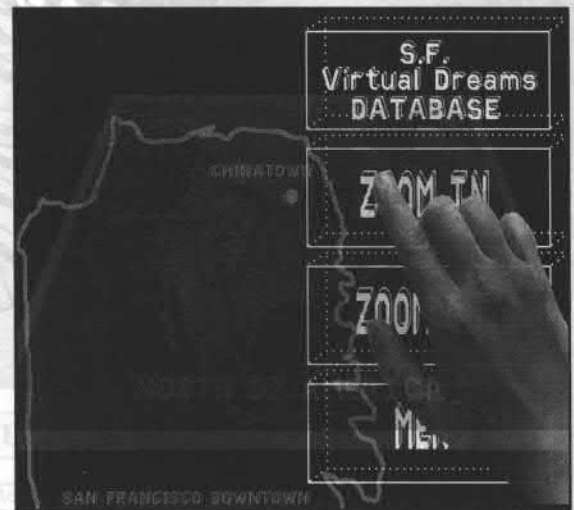 S.F.
Virtual Dreams
DATABASE
CHINATOWN
ZOOM IN
ZOOM
SAN FRANCISCO DOWNTOWN